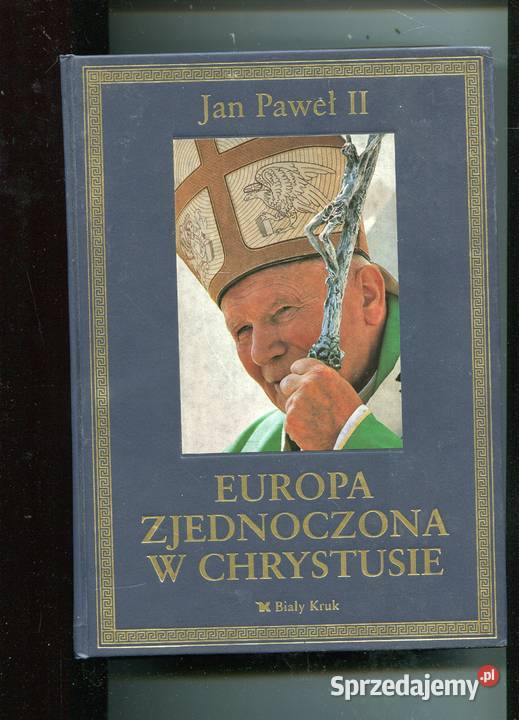 Jan Paweł II
EUROPA
ZJEDNOCZONA
W CHRYSTUSIE
Biały Kruk
Sprzedajemy.pl